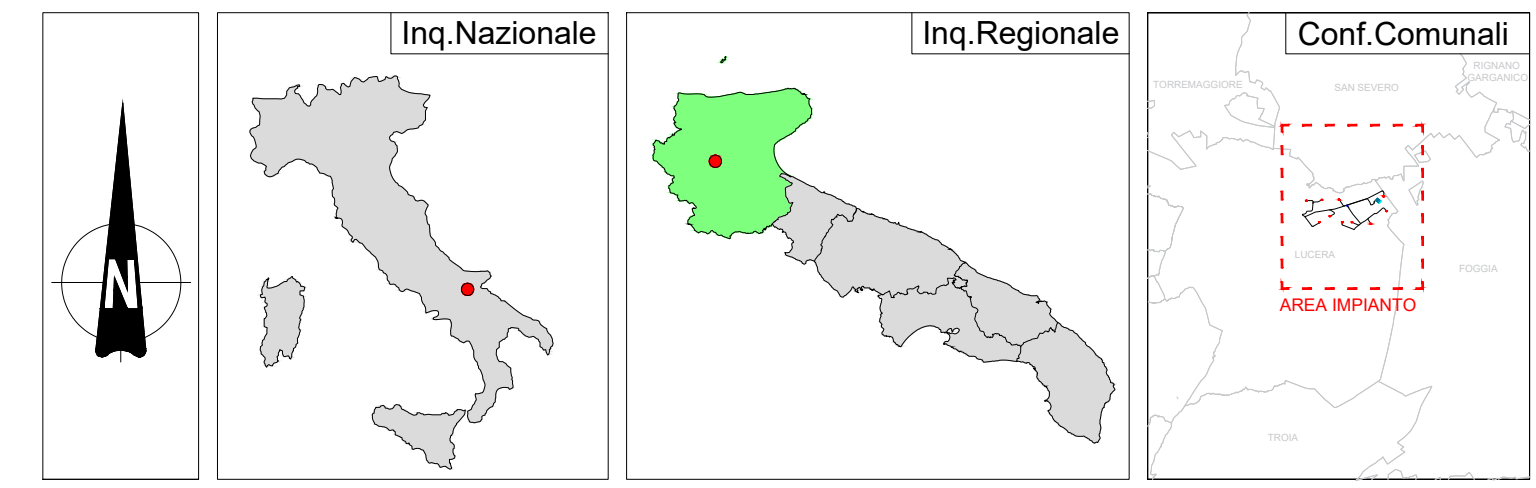 N
Inq.Nazionale
Inq.Regionale
Conf.Comunali
RIGNANO
GARGANICO
TORREMAGGIORE
SAN SEVERO
LUCERA
FOGGIA
AREA IMPIANTO
TROIA